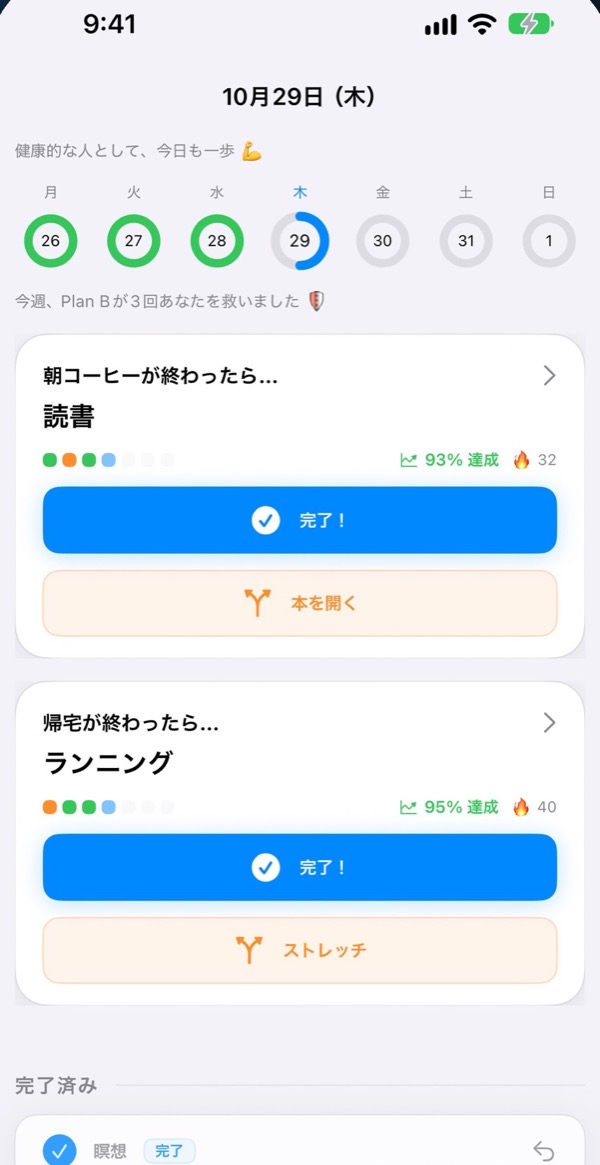 9:41
10月29日（木）
健康的な人として、今日も一歩 💪
月 火 水 木 金 土 日
26 27 28 29 30 31 1
今週、Plan Bが3回あなたを救いました
朝コーヒーが終わったら...
読書
93% 達成 🔥 32
完了！
本を開く
帰宅が終わったら...
ランニング
95% 達成 🔥 40
完了！
ストレッチ
完了済み
瞑想 完了